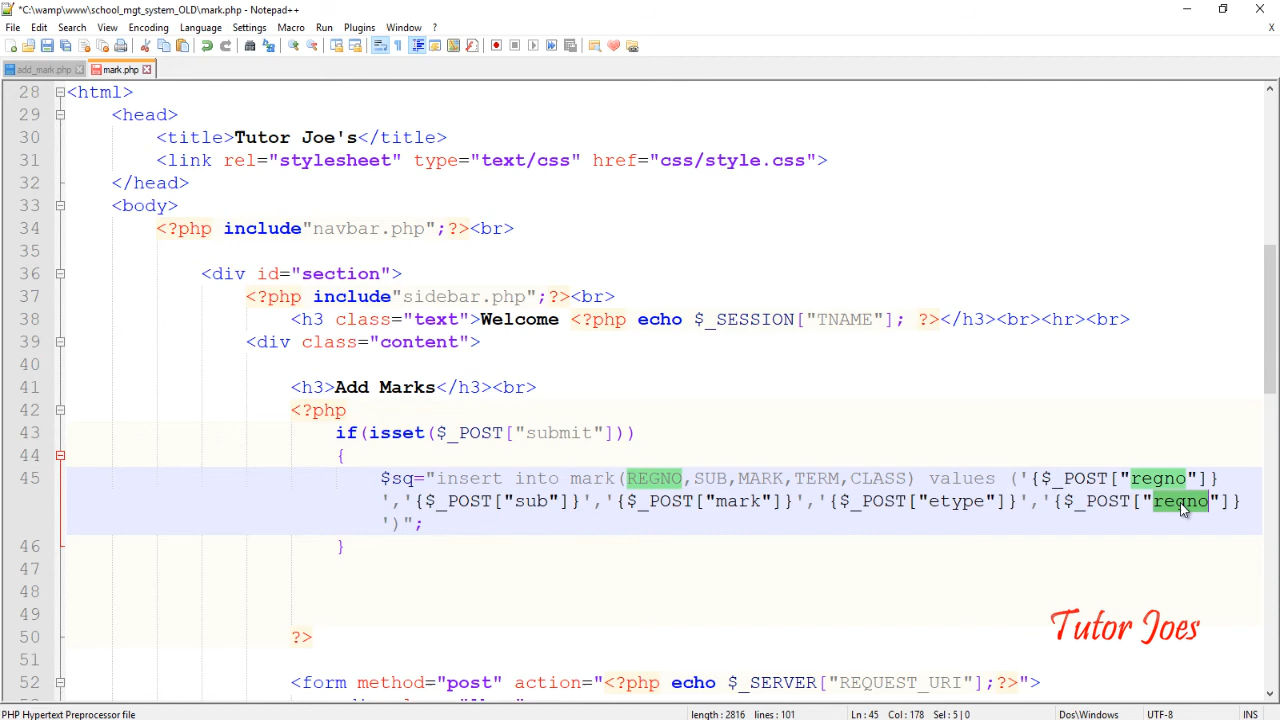 *C:\wamp\www\school_mgt_system_OLD\mark.php - Notepad++
File Edit Search View Encoding Language Settings Macro Run Plugins Window ?
X
add_mark.php mark.php
28 <html>
29 <head>
30 <title>Tutor Joe's</title>
31 <link rel="stylesheet" type="text/css" href="css/style.css">
32 </head>
33 <body>
34 <?php include"navbar.php";?><br>
35
36 <div id="section">
37 <?php include"sidebar.php";?><br>
38 <h3 class="text">Welcome <?php echo $_SESSION["TNAME"]; ?></h3><br><hr><br>
39 <div class="content">
40
41 <h3>Add Marks</h3><br>
42 <?php
43 if(isset($_POST["submit"]))
44 {
45 $sq="insert into mark(REGNO,SUB,MARK,TERM,CLASS) values ('{$_POST["regno"]}
','{$_POST["sub"]}','{$_POST["mark"]}','{$_POST["etype"]}','{$_POST["regno"]}
')";
46 }
47
48
49
Tutor Joes
50 ?>
51
52 <form method="post" action="<?php echo $_SERVER["REQUEST_URI"];?>">
PHP Hypertext Preprocessor file length : 2816 lines : 101 Ln : 45 Col : 178 Sel : 5 | 0 Dos\Windows UTF-8 INS